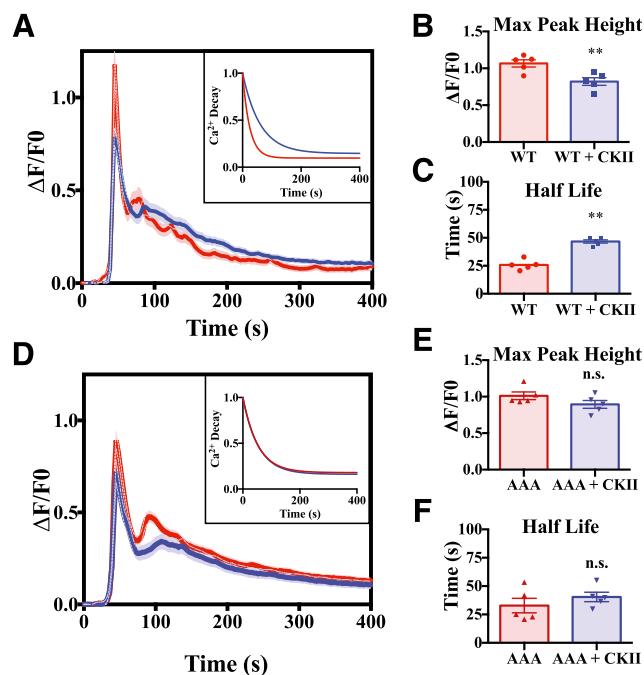 A
ΔF/F0
1.0
0.5
0.0
0
100
200
300
400
Time (s)
Ca²⁺ Decay
1.0
0.5
0.0
0
100
200
300
400
Time (s)
B
Max Peak Height
ΔF/F0
1.5
1.0
0.5
0.0
**
WT
WT + CKII
C
Half Life
Time (s)
100
75
50
25
0
**
WT
WT + CKII
D
ΔF/F0
1.0
0.5
0.0
0
100
200
300
400
Time (s)
Ca²⁺ Decay
1.0
0.5
0.0
0
100
200
300
400
Time (s)
E
Max Peak Height
ΔF/F0
1.5
1.0
0.5
0.0
n.s.
AAA
AAA + CKII
F
Half Life
Time (s)
100
75
50
25
0
n.s.
AAA
AAA + CKII